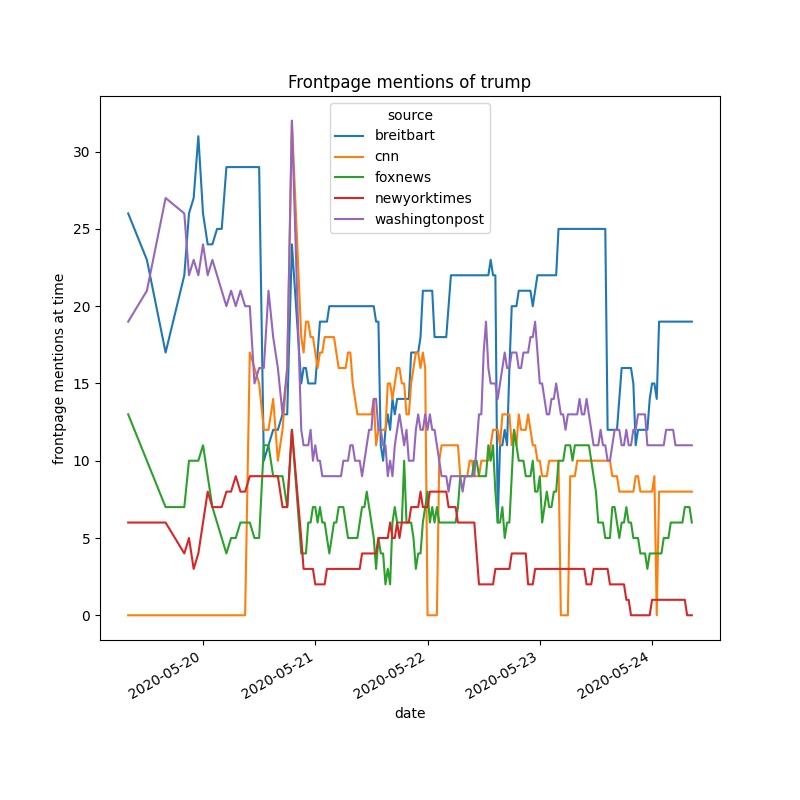 Frontpage mentions of trump
source
breitbart
cnn
foxnews
newyorktimes
washingtonpost
frontpage mentions at time
30
25
20
15
10
5
0
2020-05-20
2020-05-21
2020-05-22
2020-05-23
2020-05-24
date